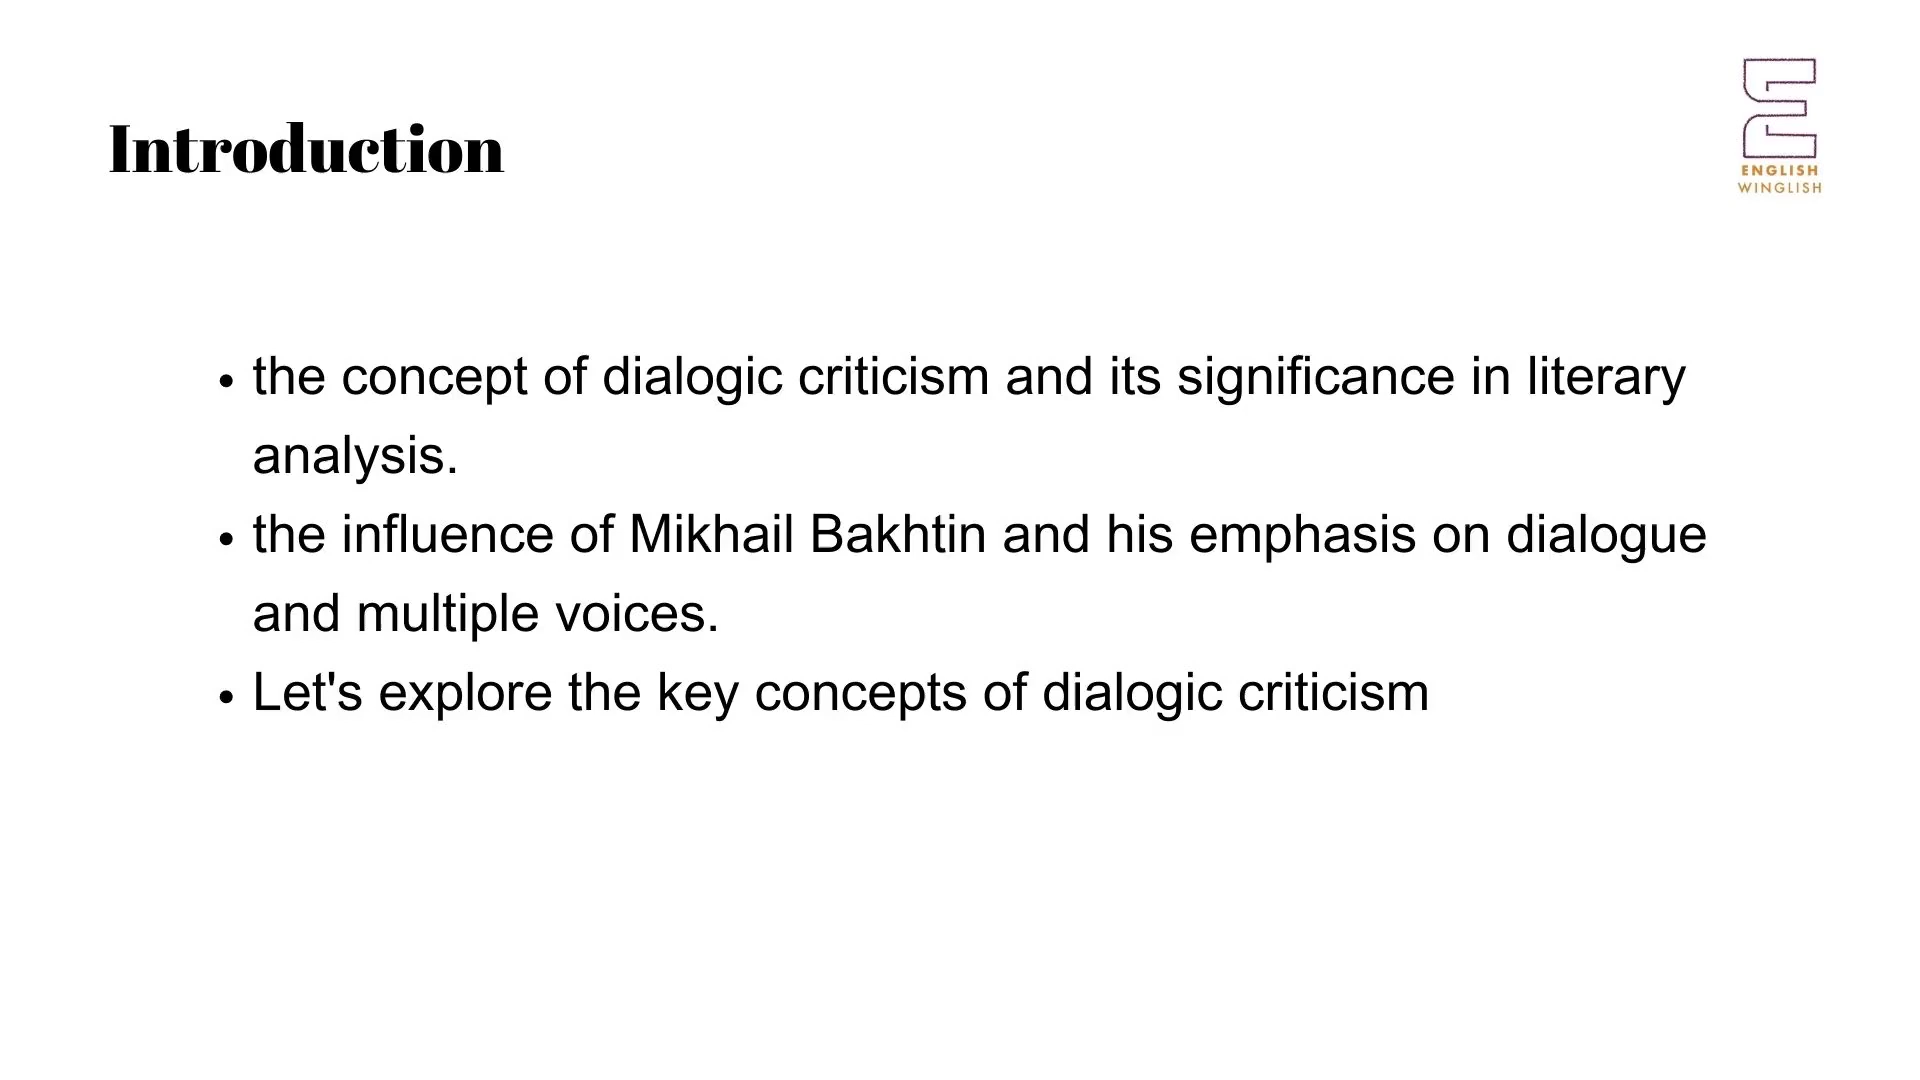 Introduction
ENGLISH
WINGLISH
• the concept of dialogic criticism and its significance in literary
analysis.
• the influence of Mikhail Bakhtin and his emphasis on dialogue
and multiple voices.
• Let's explore the key concepts of dialogic criticism